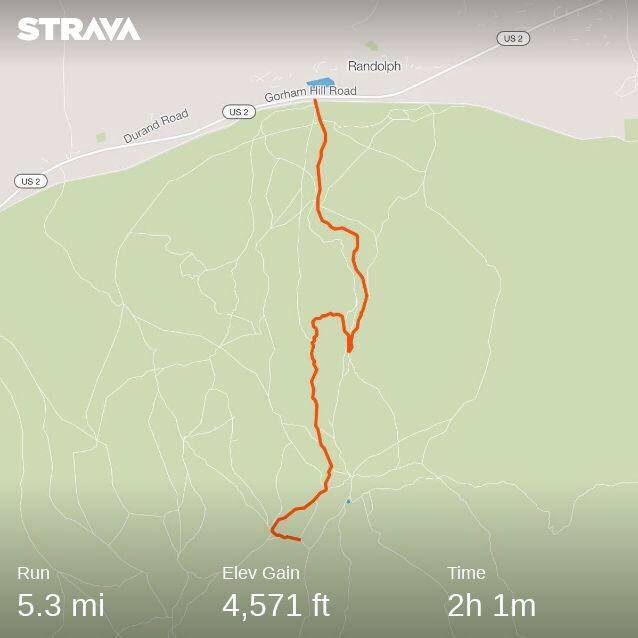 STRAVA
US 2
Randolph
Gorham Hill Road
US 2
Durand Road
US 2
Run
Elev Gain
Time
5.3 mi
4,571 ft
2h 1m